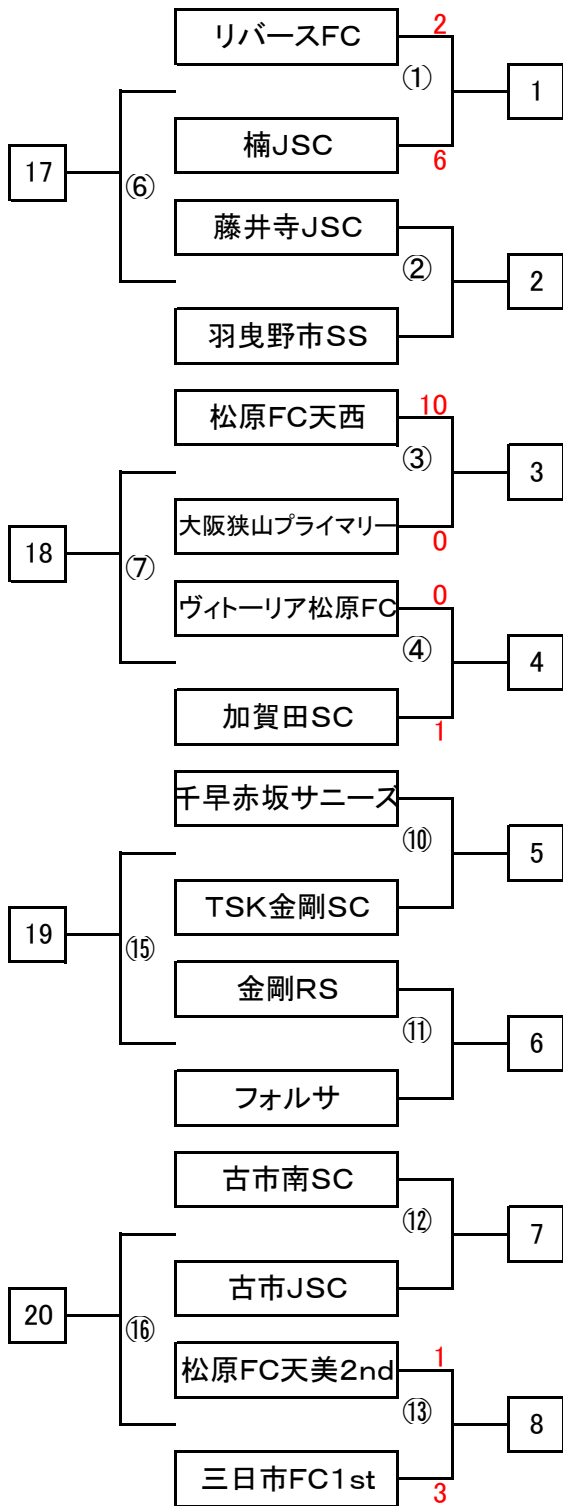 リバースFC
2
①
1
楠JSC
6
17
⑥
藤井寺JSC
②
2
羽曳野市SS
松原FC天西
10
③
3
大阪狭山プライマリー
0
18
⑦
ヴィトーリア松原FC
0
④
4
加賀田SC
1
千早赤坂サニーズ
⑩
5
TSK金剛SC
19
⑮
金剛RS
⑪
6
フォルサ
古市南SC
⑫
7
古市JSC
20
⑯
松原FC天美2nd
1
⑬
8
三日市FC1st
3